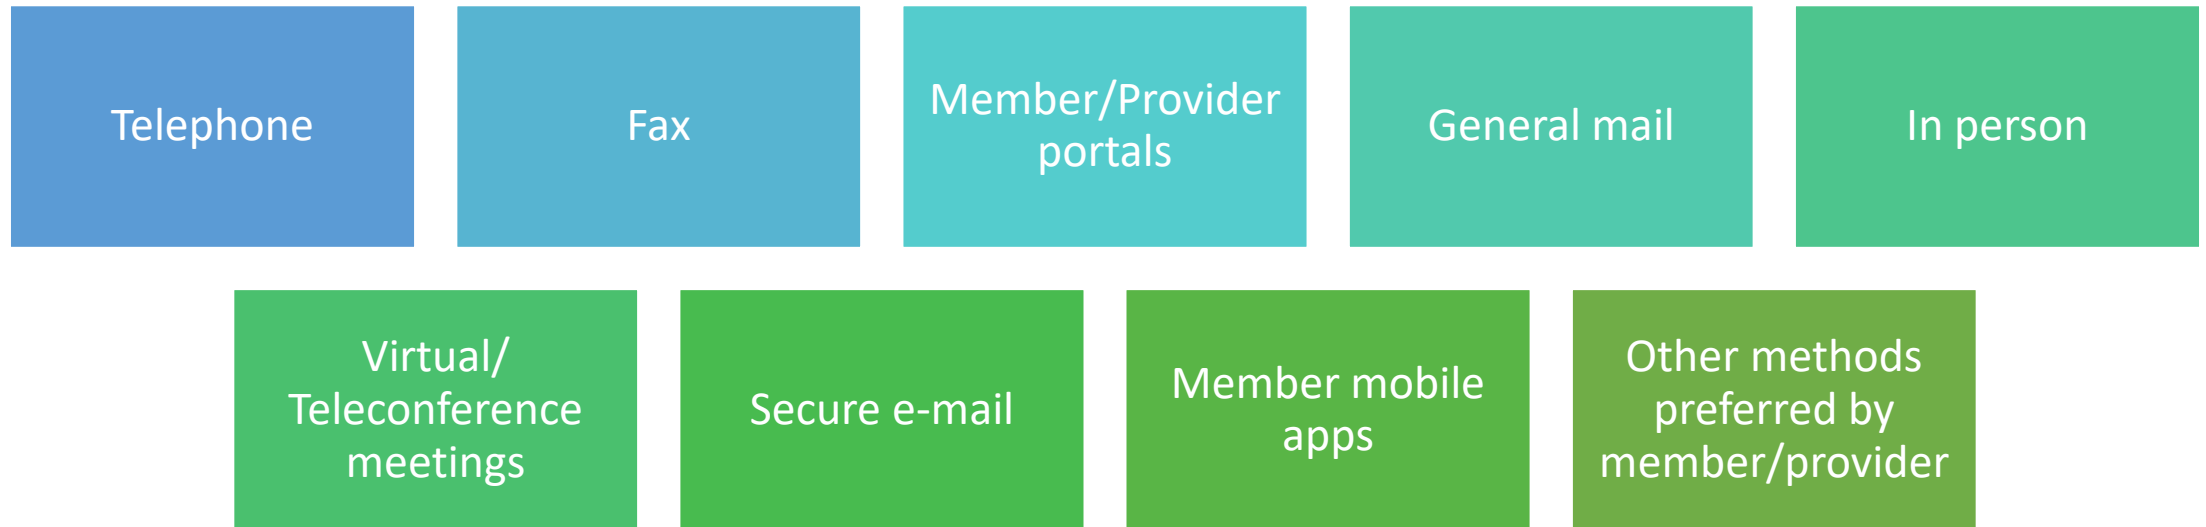 Telephone
Fax
Member/Provider
portals
General mail
In person
Virtual/
Teleconference
meetings
Secure e-mail
Member mobile
apps
Other methods
preferred by
member/provider